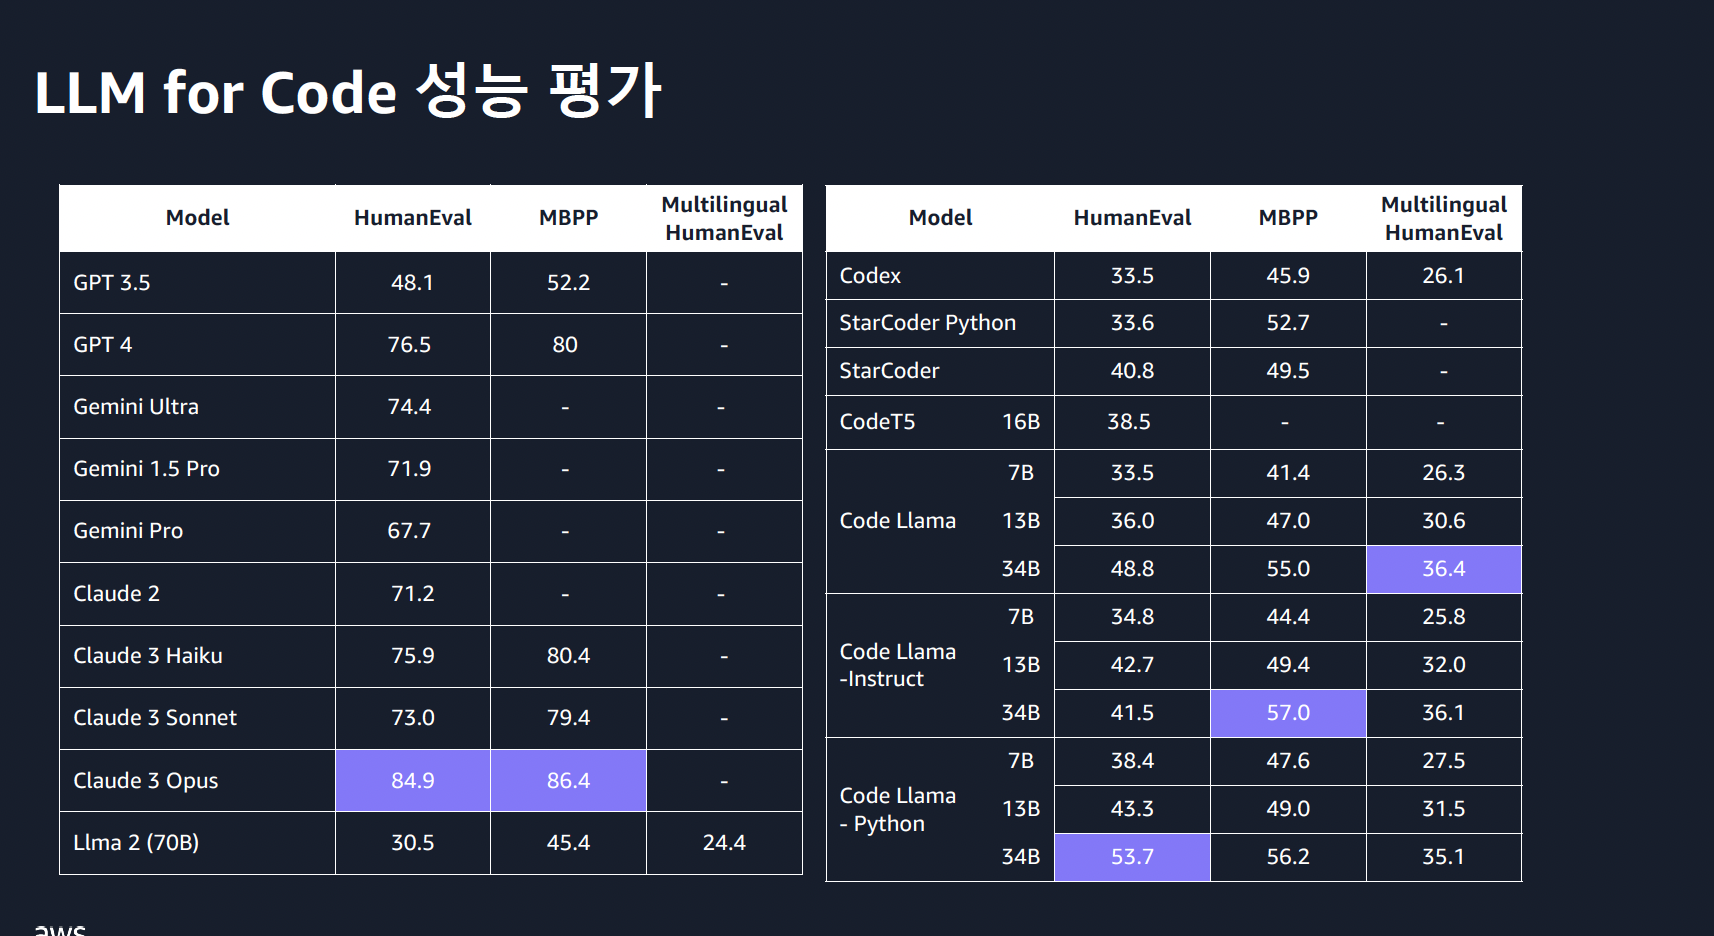 LLM for Code 성능 평가
Model HumanEval MBPP Multilingual HumanEval
GPT 3.5 48.1 52.2 -
GPT 4 76.5 80 -
Gemini Ultra 74.4 - -
Gemini 1.5 Pro 71.9 - -
Gemini Pro 67.7 - -
Claude 2 71.2 - -
Claude 3 Haiku 75.9 80.4 -
Claude 3 Sonnet 73.0 79.4 -
Claude 3 Opus 84.9 86.4 -
Llma 2 (70B) 30.5 45.4 24.4
Model HumanEval MBPP Multilingual HumanEval
Codex 33.5 45.9 26.1
StarCoder Python 33.6 52.7 -
StarCoder 40.8 49.5 -
CodeT5 16B 38.5 - -
7B 33.5 41.4 26.3
Code Llama 13B 36.0 47.0 30.6
34B 48.8 55.0 36.4
7B 34.8 44.4 25.8
Code Llama -Instruct 13B 42.7 49.4 32.0
34B 41.5 57.0 36.1
7B 38.4 47.6 27.5
Code Llama - Python 13B 43.3 49.0 31.5
34B 53.7 56.2 35.1
aws